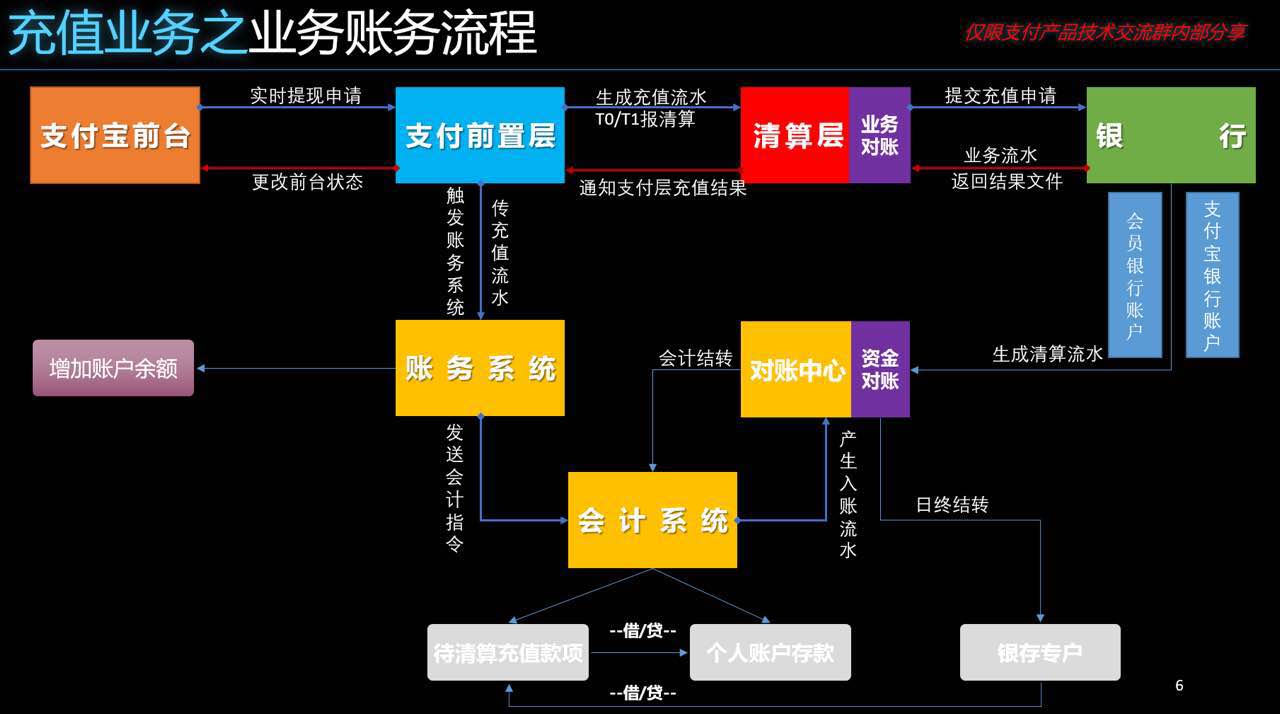 充值业务之业务账务流程
仅限支付产品技术交流群内部分享
支付宝前台
实时提现申请
更改前台状态
支付前置层
生成充值流水
T0/T1报清算
通知支付层充值结果
清算层
业务
对账
提交充值申请
业务流水
返回结果文件
银 行
触发账务系统
传充值流水
会员银行账户
支付宝银行账户
增加账户余额
账务系统
会计结转
对账中心
资金
对账
生成清算流水
发送会计指令
会计系统
产生入账流水
日终结转
待清算充值款项
--借/贷--
个人账户存款
银存专户
--借/贷--
6